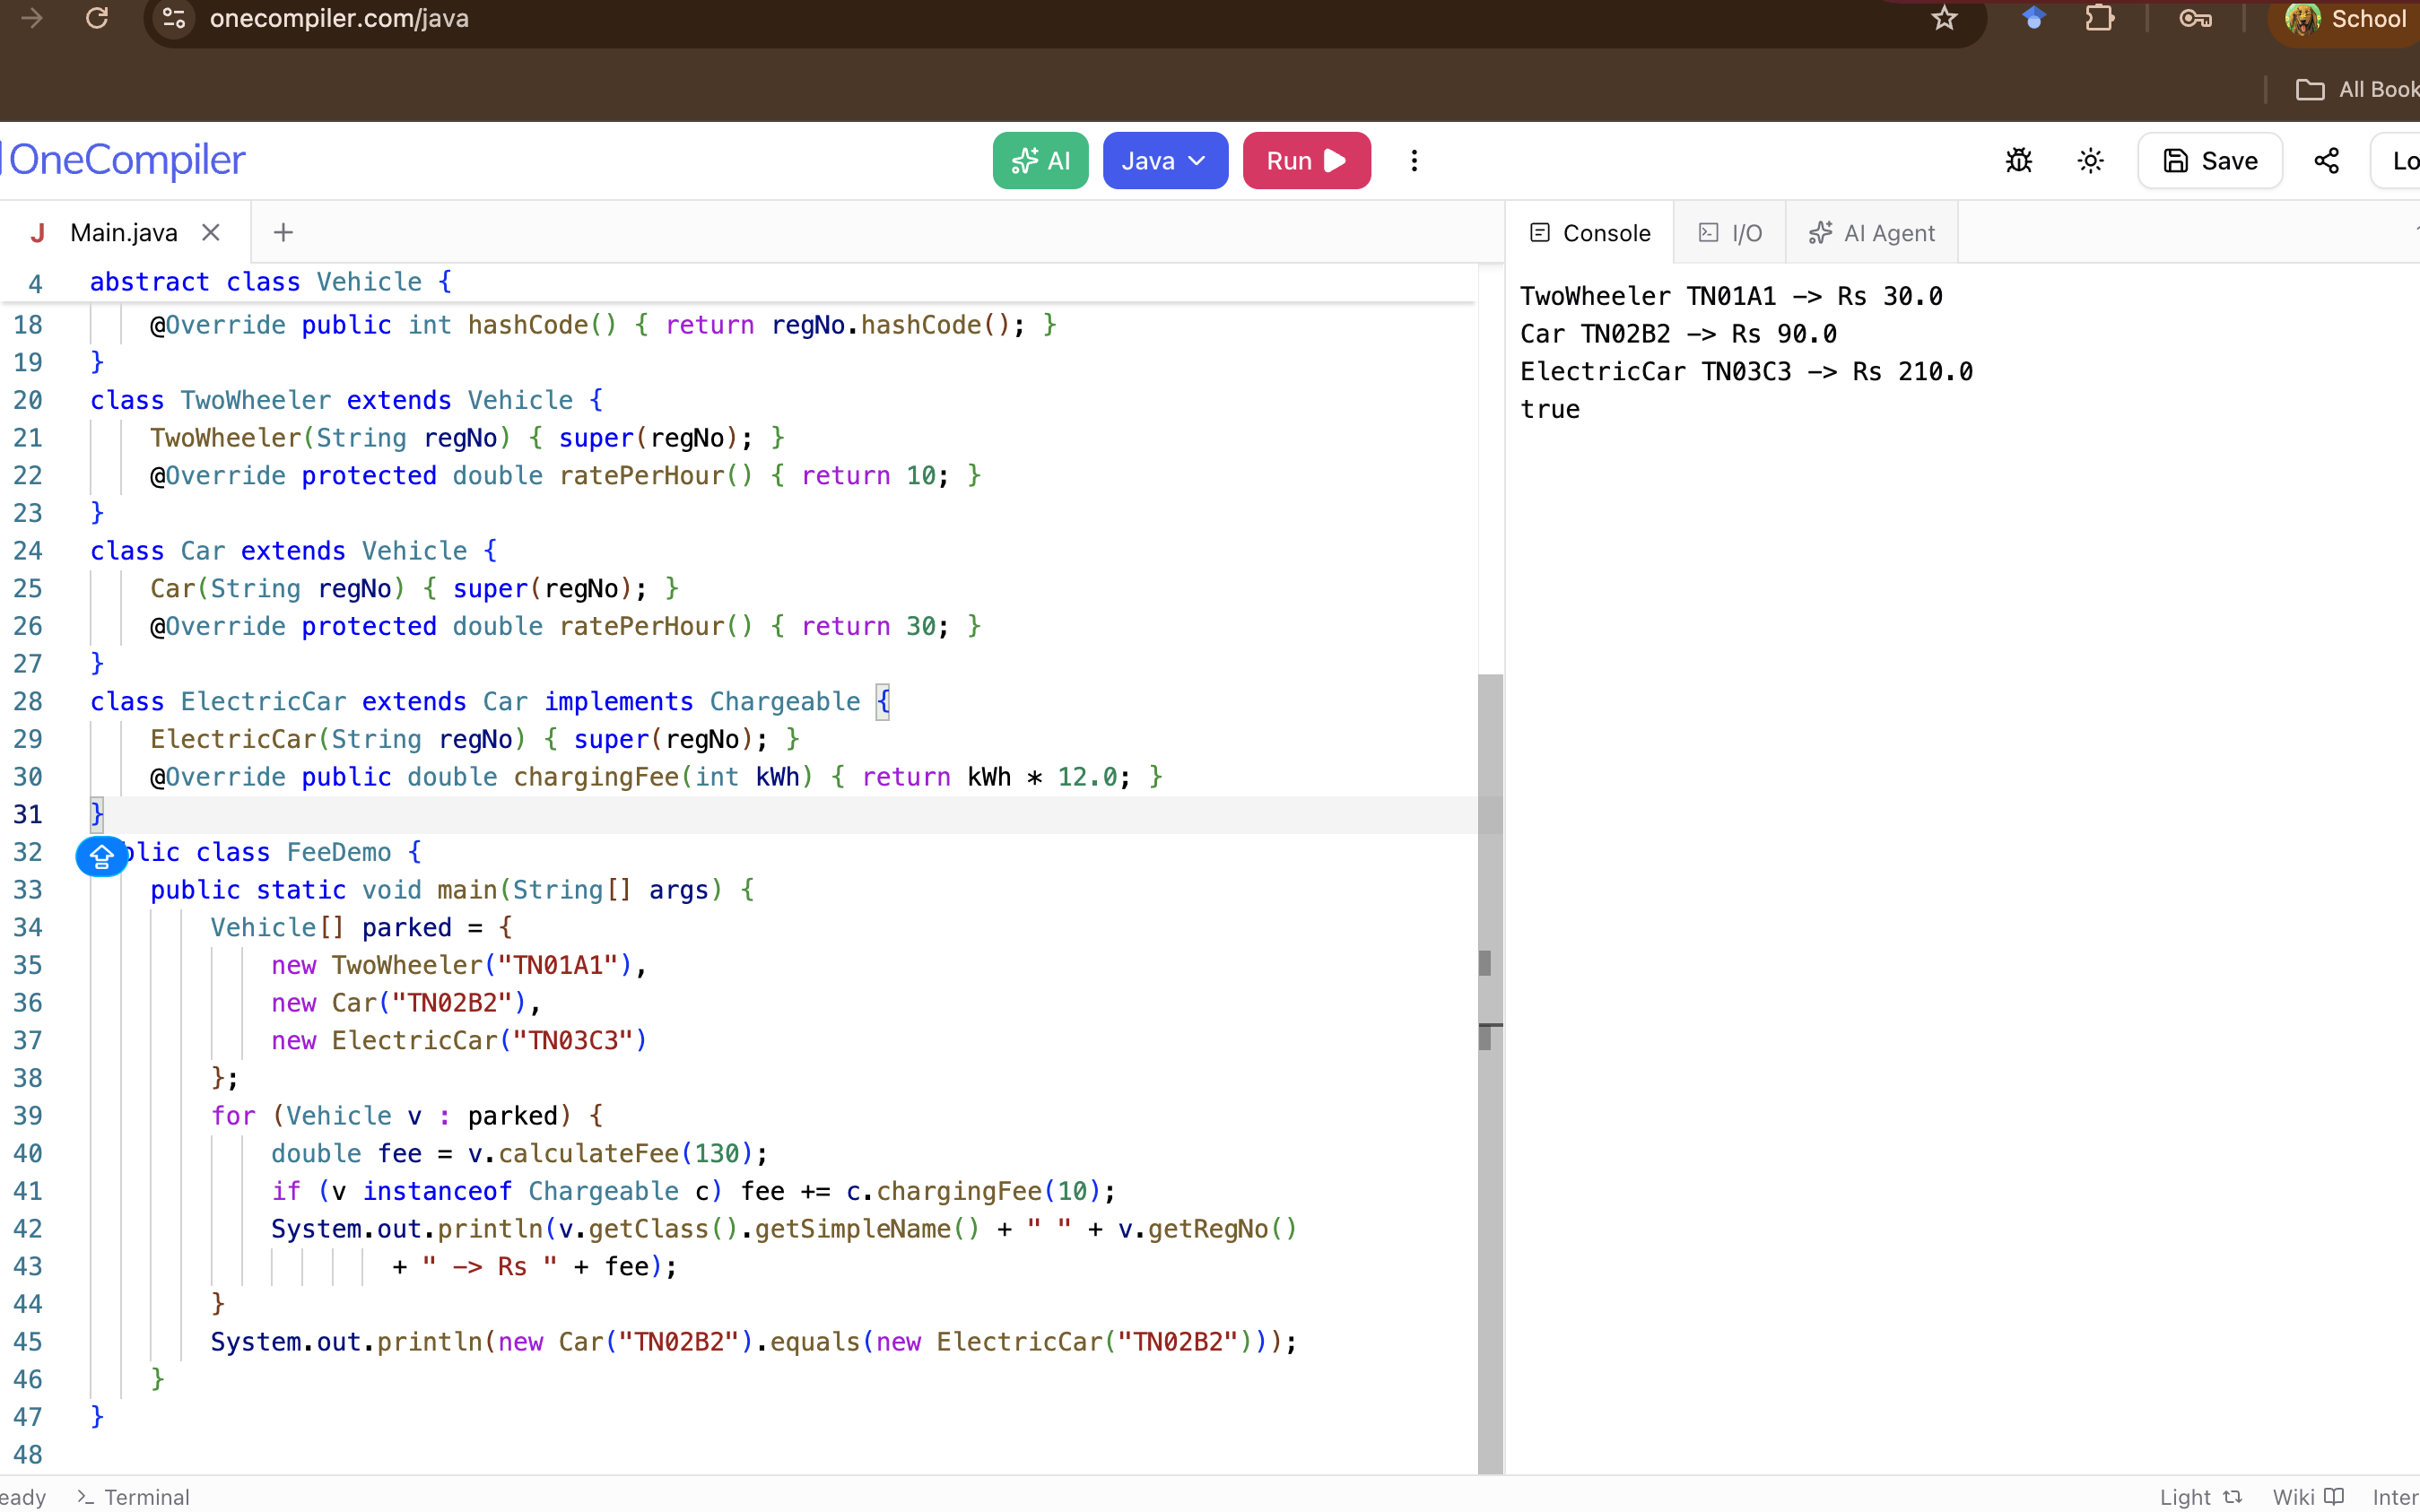 onecompiler.com/java
School
All Book
OneCompiler
AI
Java
Run
Save
Lo
J Main.java
Console
I/O
AI Agent
4 abstract class Vehicle {
18 @Override public int hashCode() { return regNo.hashCode(); }
19 }
20 class TwoWheeler extends Vehicle {
21 TwoWheeler(String regNo) { super(regNo); }
22 @Override protected double ratePerHour() { return 10; }
23 }
24 class Car extends Vehicle {
25 Car(String regNo) { super(regNo); }
26 @Override protected double ratePerHour() { return 30; }
27 }
28 class ElectricCar extends Car implements Chargeable {
29 ElectricCar(String regNo) { super(regNo); }
30 @Override public double chargingFee(int kWh) { return kWh * 12.0; }
31 }
32 blic class FeeDemo {
33 public static void main(String[] args) {
34 Vehicle[] parked = {
35 new TwoWheeler("TN01A1"),
36 new Car("TN02B2"),
37 new ElectricCar("TN03C3")
38 };
39 for (Vehicle v : parked) {
40 double fee = v.calculateFee(130);
41 if (v instanceof Chargeable c) fee += c.chargingFee(10);
42 System.out.println(v.getClass().getSimpleName() + " " + v.getRegNo()
43 + " -> Rs " + fee);
44 }
45 System.out.println(new Car("TN02B2").equals(new ElectricCar("TN02B2")));
46 }
47 }
48
TwoWheeler TN01A1 -> Rs 30.0
Car TN02B2 -> Rs 90.0
ElectricCar TN03C3 -> Rs 210.0
true
eady
Terminal
Light
Wiki
Inter